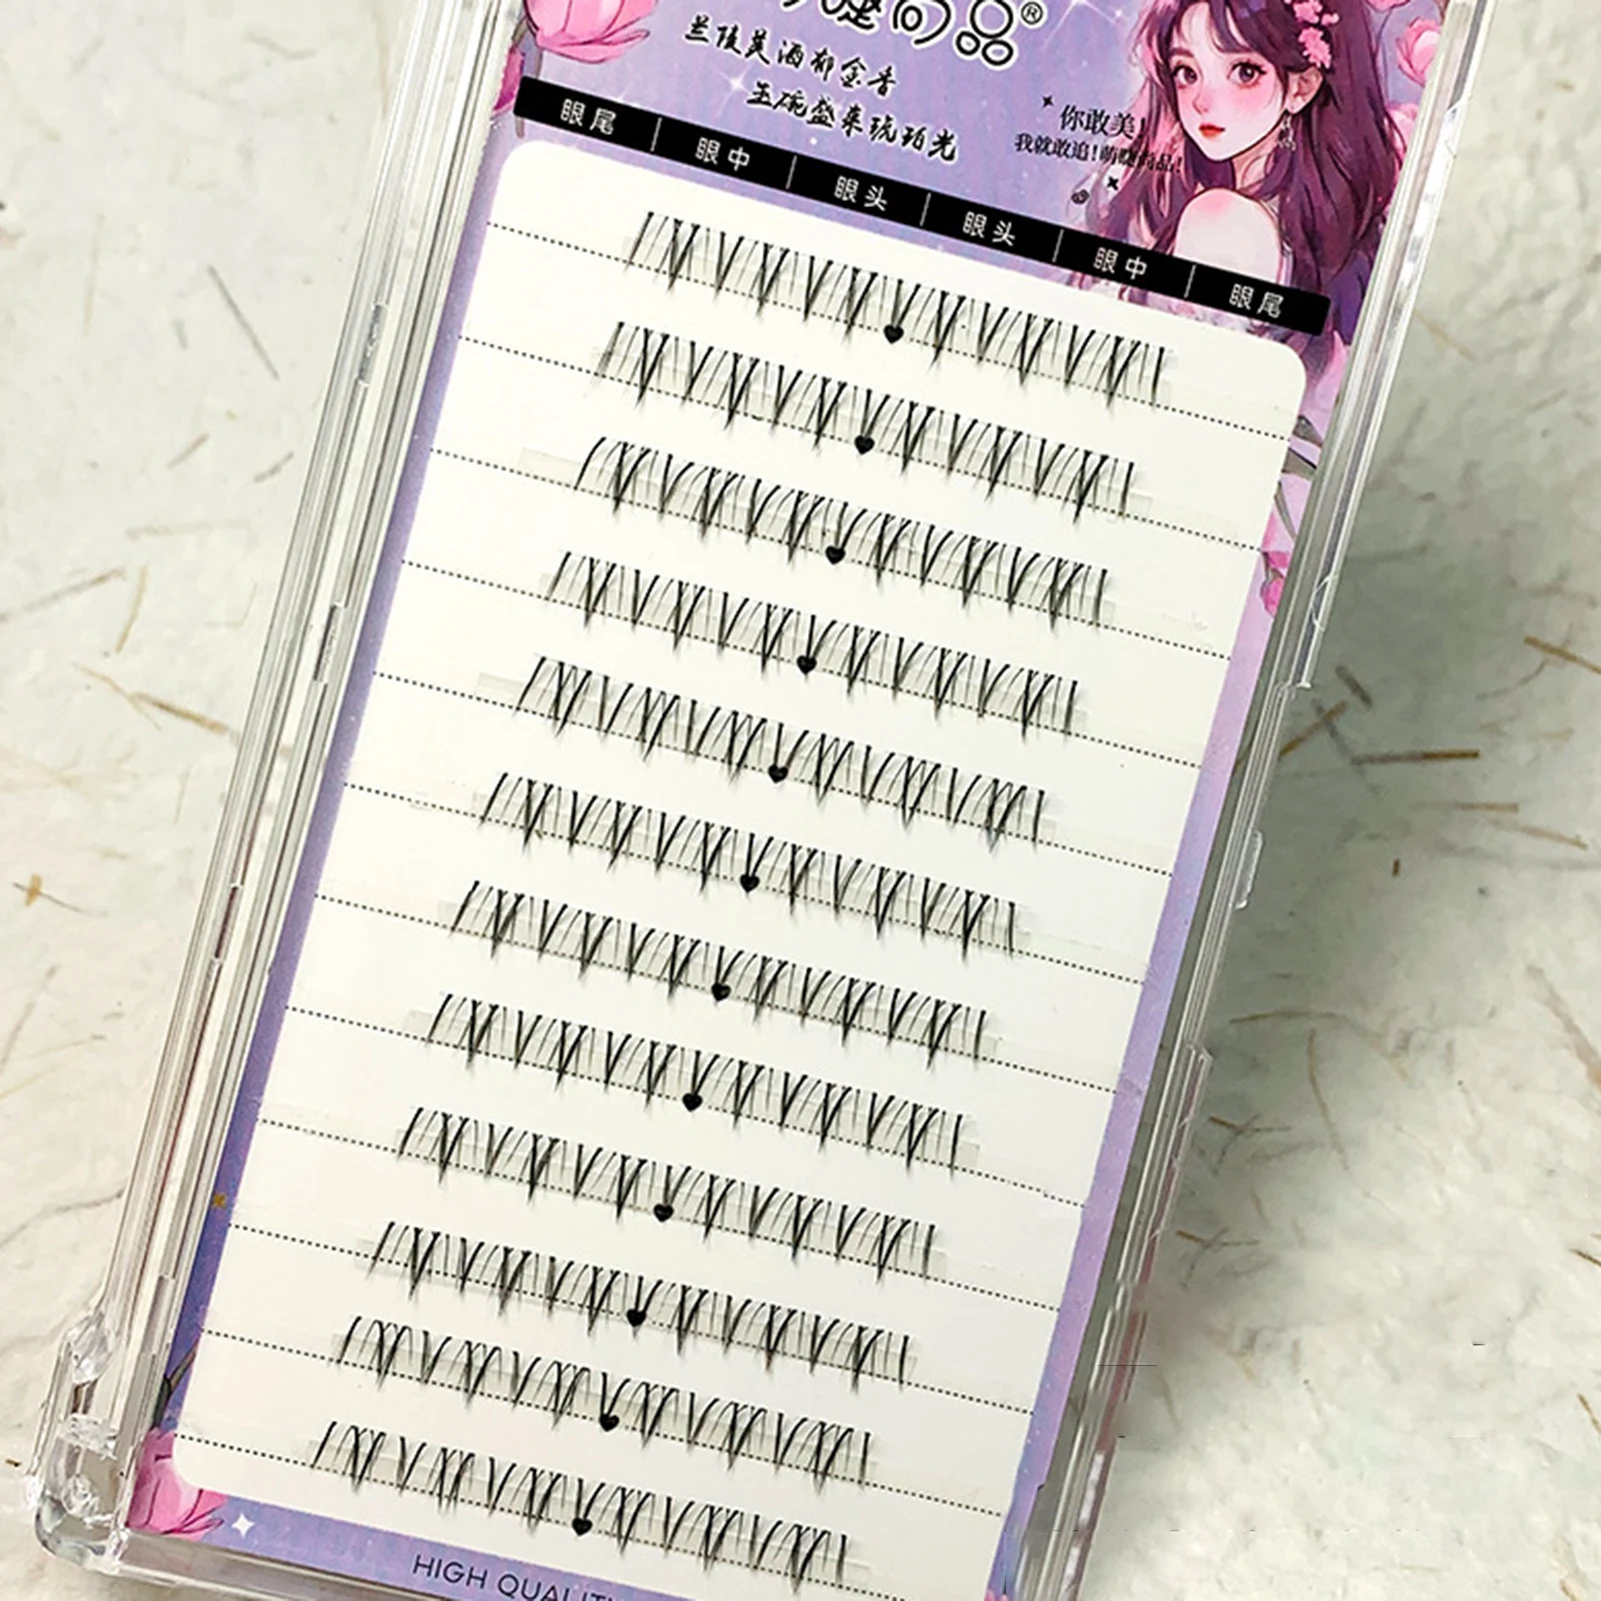 尚品®
兰陵美酒郁金香
玉碗盛来琥珀光
你敢美!
我就敢追!萌睫尚品!
眼尾 眼中 眼头 眼头 眼中 眼尾
HIGH